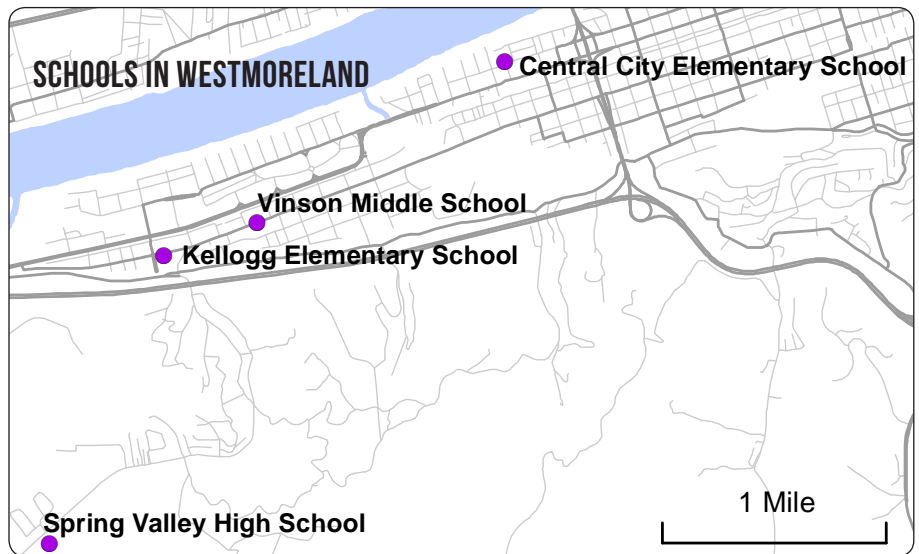 SCHOOLS IN WESTMORELAND
Central City Elementary School
Vinson Middle School
Kellogg Elementary School
Spring Valley High School
1 Mile